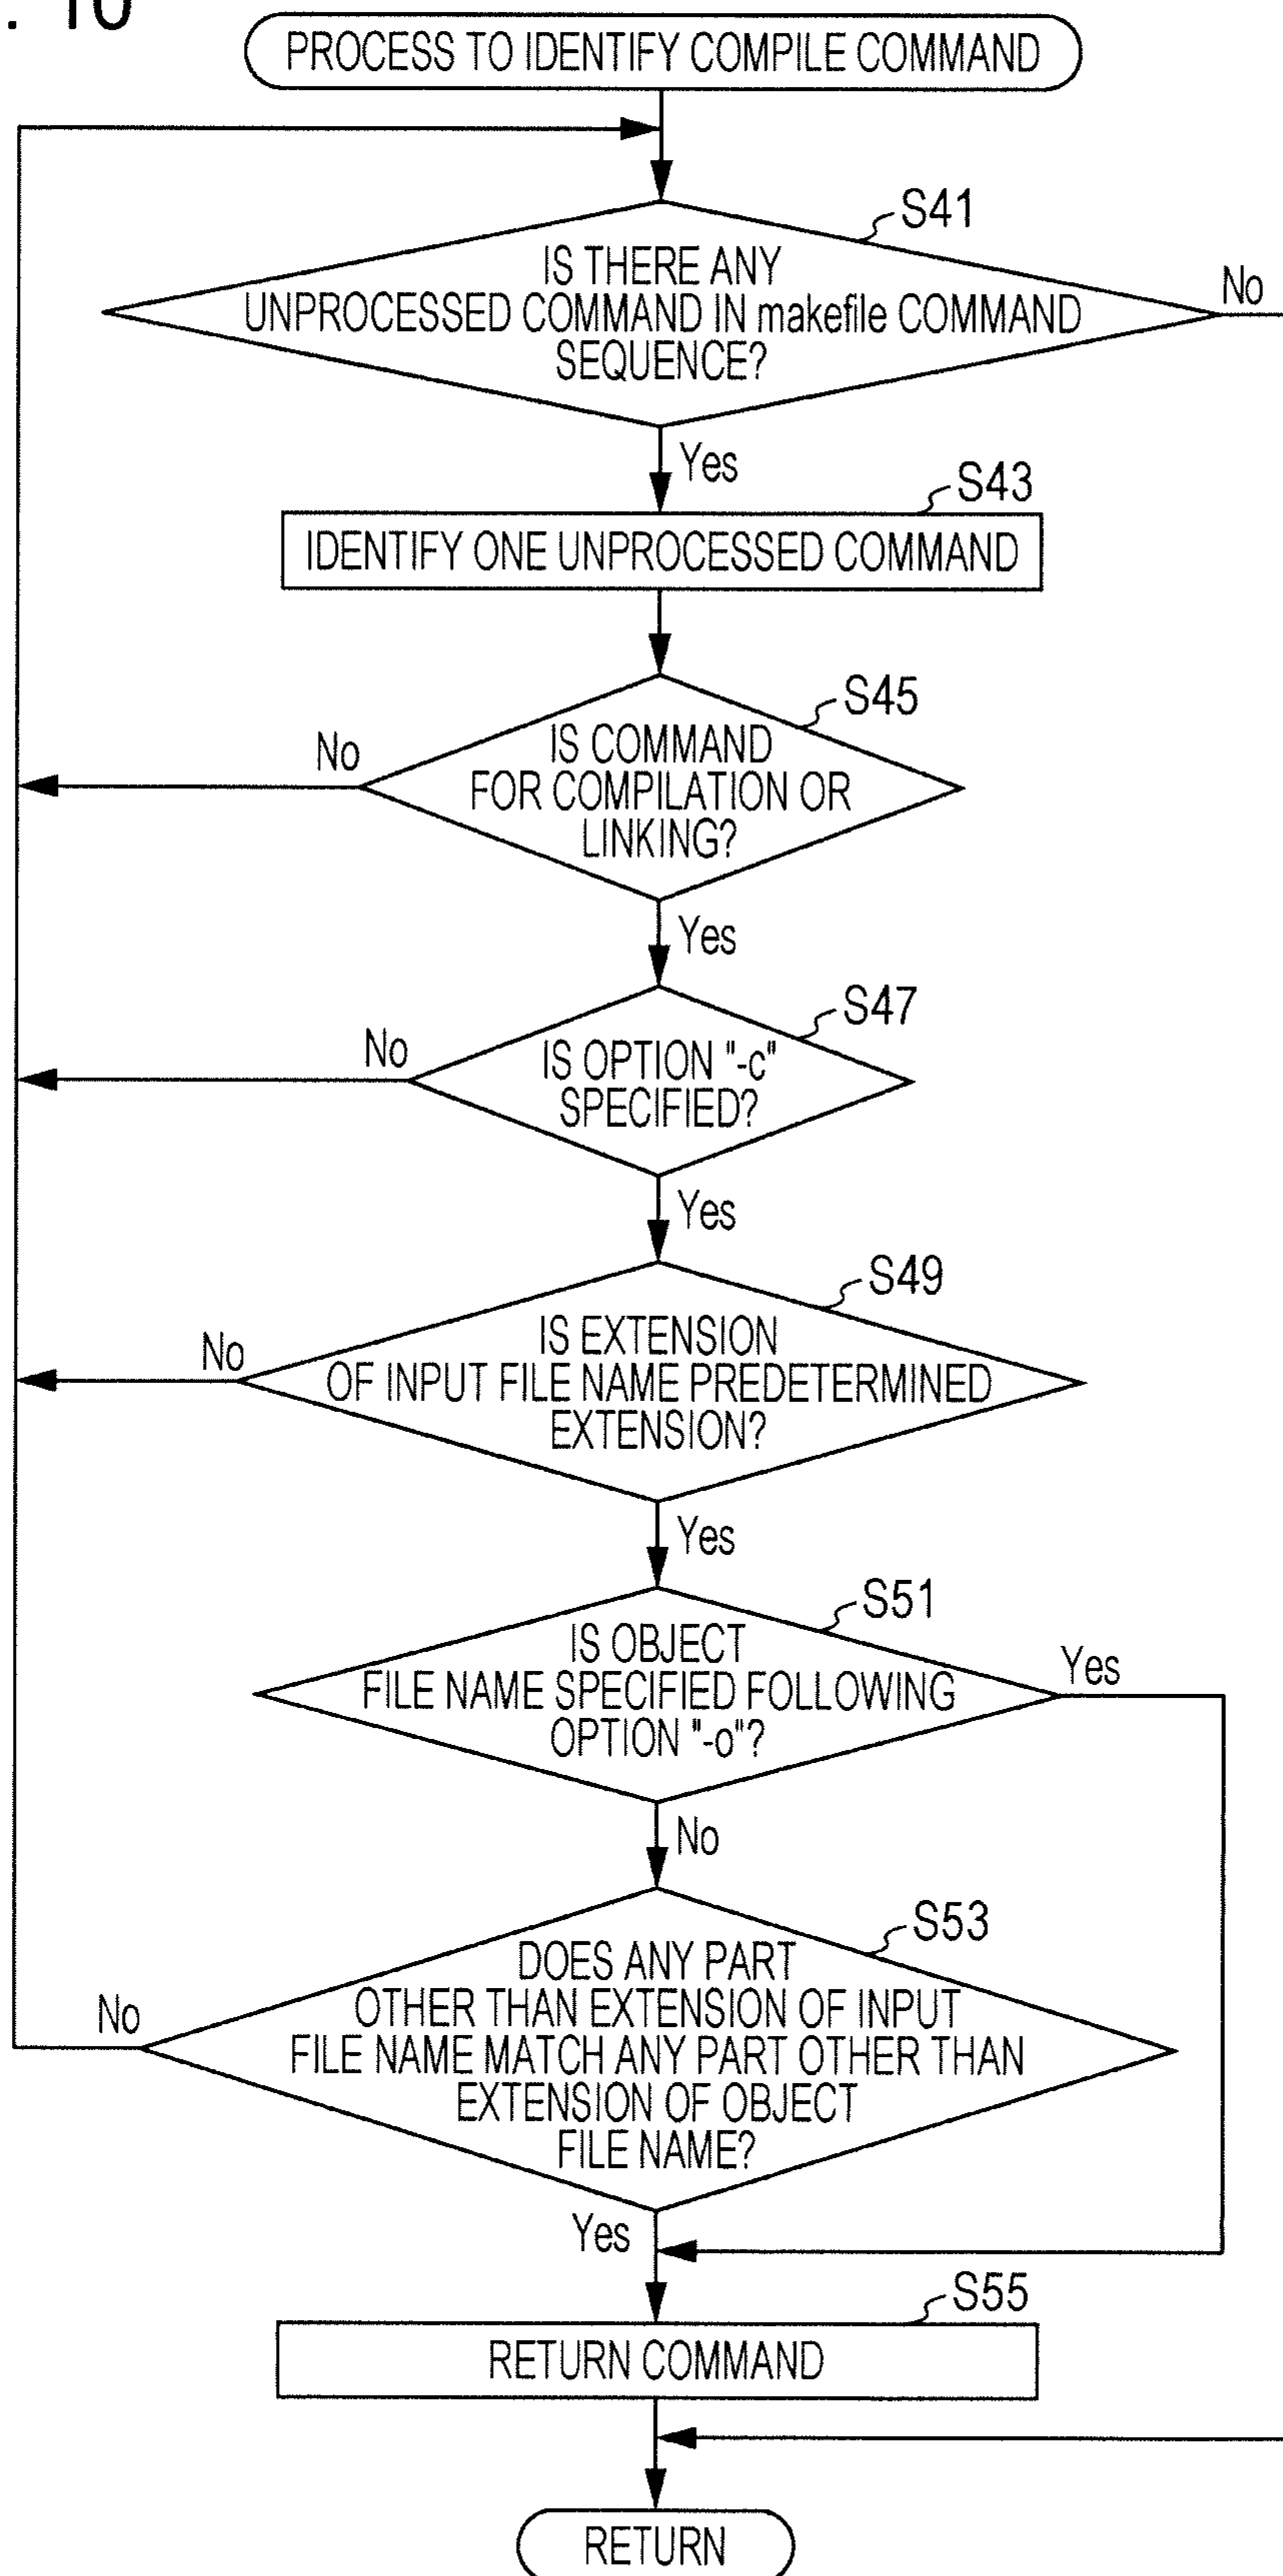 . 10
PROCESS TO IDENTIFY COMPILE COMMAND
S41
IS THERE ANY
UNPROCESSED COMMAND IN makefile COMMAND
SEQUENCE?
No
Yes
S43
IDENTIFY ONE UNPROCESSED COMMAND
S45
IS COMMAND
FOR COMPILATION OR
LINKING?
No
Yes
S47
IS OPTION "-c"
SPECIFIED?
No
Yes
S49
IS EXTENSION
OF INPUT FILE NAME PREDETERMINED
EXTENSION?
No
Yes
S51
IS OBJECT
FILE NAME SPECIFIED FOLLOWING
OPTION "-o"?
Yes
No
S53
DOES ANY PART
OTHER THAN EXTENSION OF INPUT
FILE NAME MATCH ANY PART OTHER THAN
EXTENSION OF OBJECT
FILE NAME?
No
Yes
S55
RETURN COMMAND
RETURN